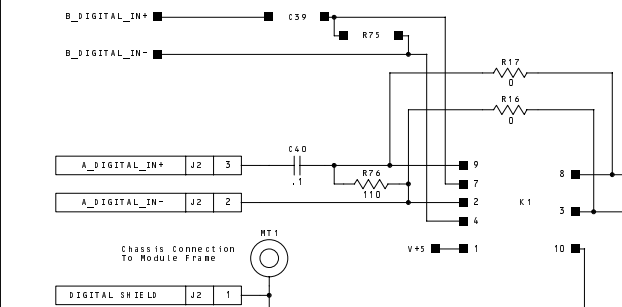 B_DIGITAL_IN+
C39
R75
B_DIGITAL_IN-
R17
0
R16
0
C40
.1
A_DIGITAL_IN+ J2 3
R76
110
A_DIGITAL_IN- J2 2
9
7
2
4
K1
8
3
V+5
1
10
MT1
Chassis Connection
To Module Frame
DIGITAL SHIELD J2 1